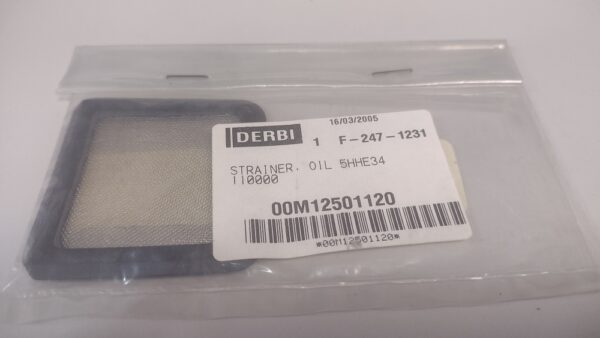 16/03/2005
DERBI 1 F-247-1231
STRAINER. OIL 5HHE34
110000
00M12501120
*00M12501120*